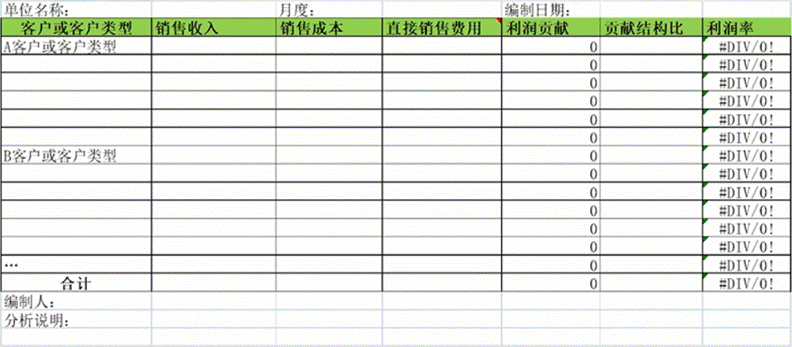 单位名称: 月度: 编制日期:
客户或客户类型 销售收入 销售成本 直接销售费用 利润贡献 贡献结构比 利润率
A客户或客户类型 0 #DIV/0!
0 #DIV/0!
0 #DIV/0!
0 #DIV/0!
0 #DIV/0!
0 #DIV/0!
B客户或客户类型 0 #DIV/0!
0 #DIV/0!
0 #DIV/0!
0 #DIV/0!
0 #DIV/0!
0 #DIV/0!
… 0 #DIV/0!
合计 0 #DIV/0!
编制人:
分析说明: